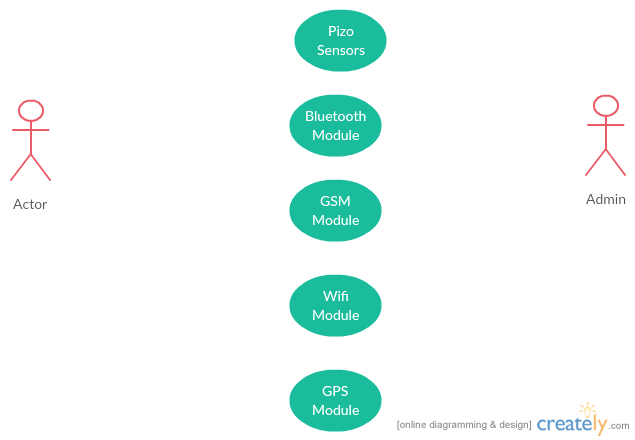 Pizo
Sensors
Bluetooth
Module
Actor
Admin
GSM
Module
Wifi
Module
GPS
Module
[online diagramming & design] creately.com